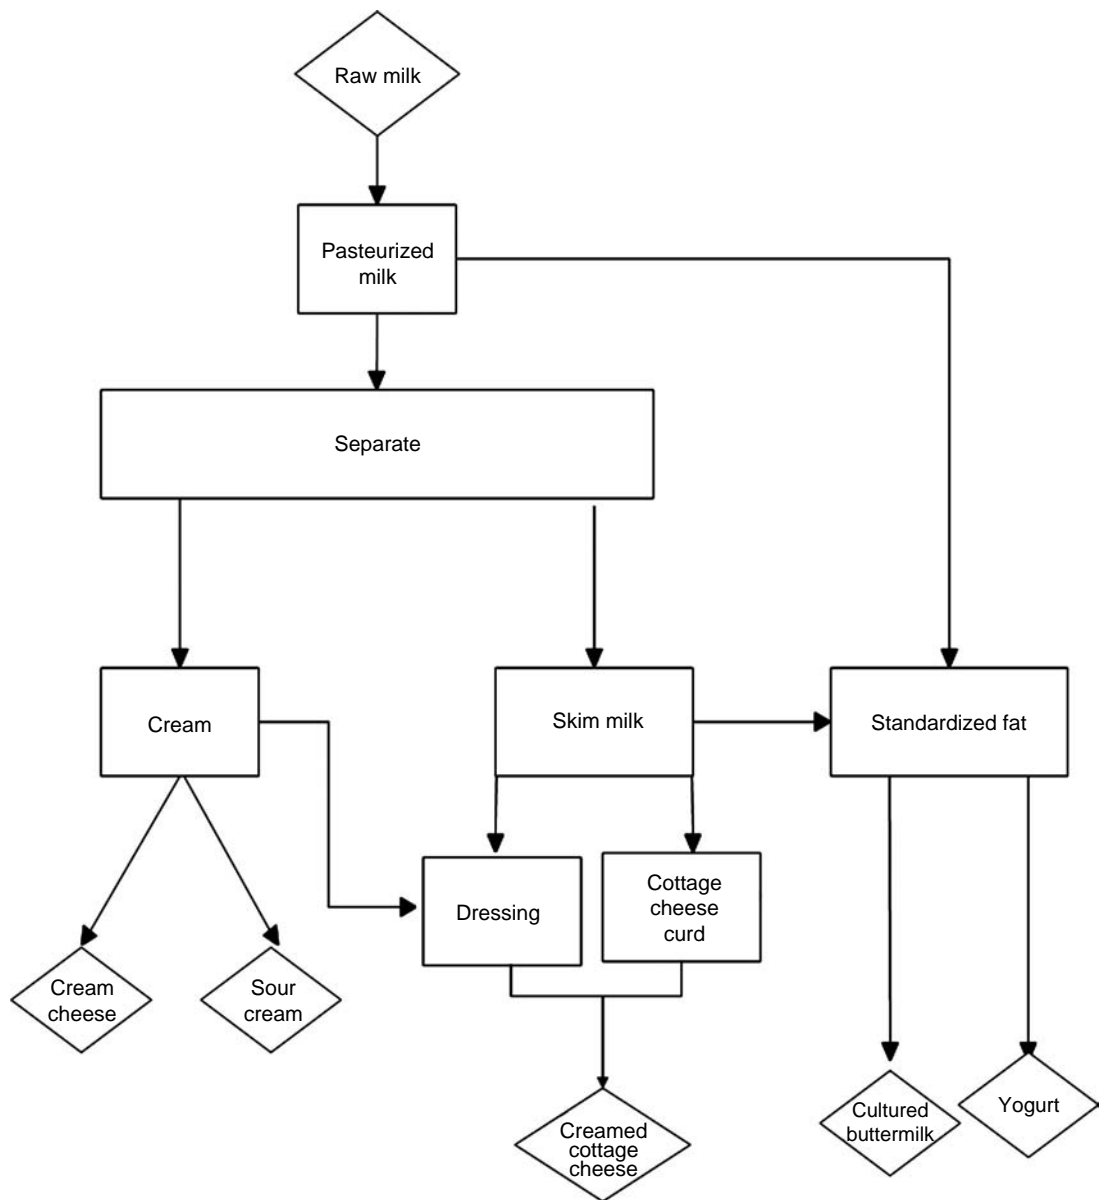 Raw milk
Pasteurized
milk
Separate
Cream
Skim milk
Standardized fat
Dressing
Cottage
cheese
curd
Cream
cheese
Sour
cream
Creamed
cottage
cheese
Cultured
buttermilk
Yogurt